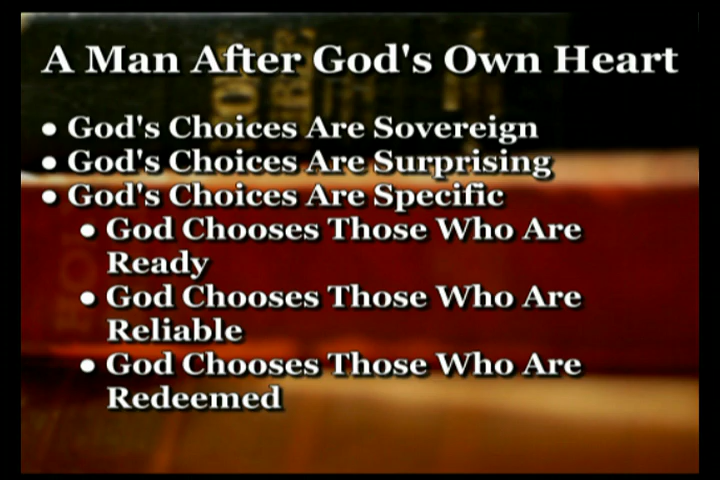 A Man After God's Own Heart
● God's Choices Are Sovereign
● God's Choices Are Surprising
● God's Choices Are Specific
● God Chooses Those Who Are
Ready
● God Chooses Those Who Are
Reliable
● God Chooses Those Who Are
Redeemed